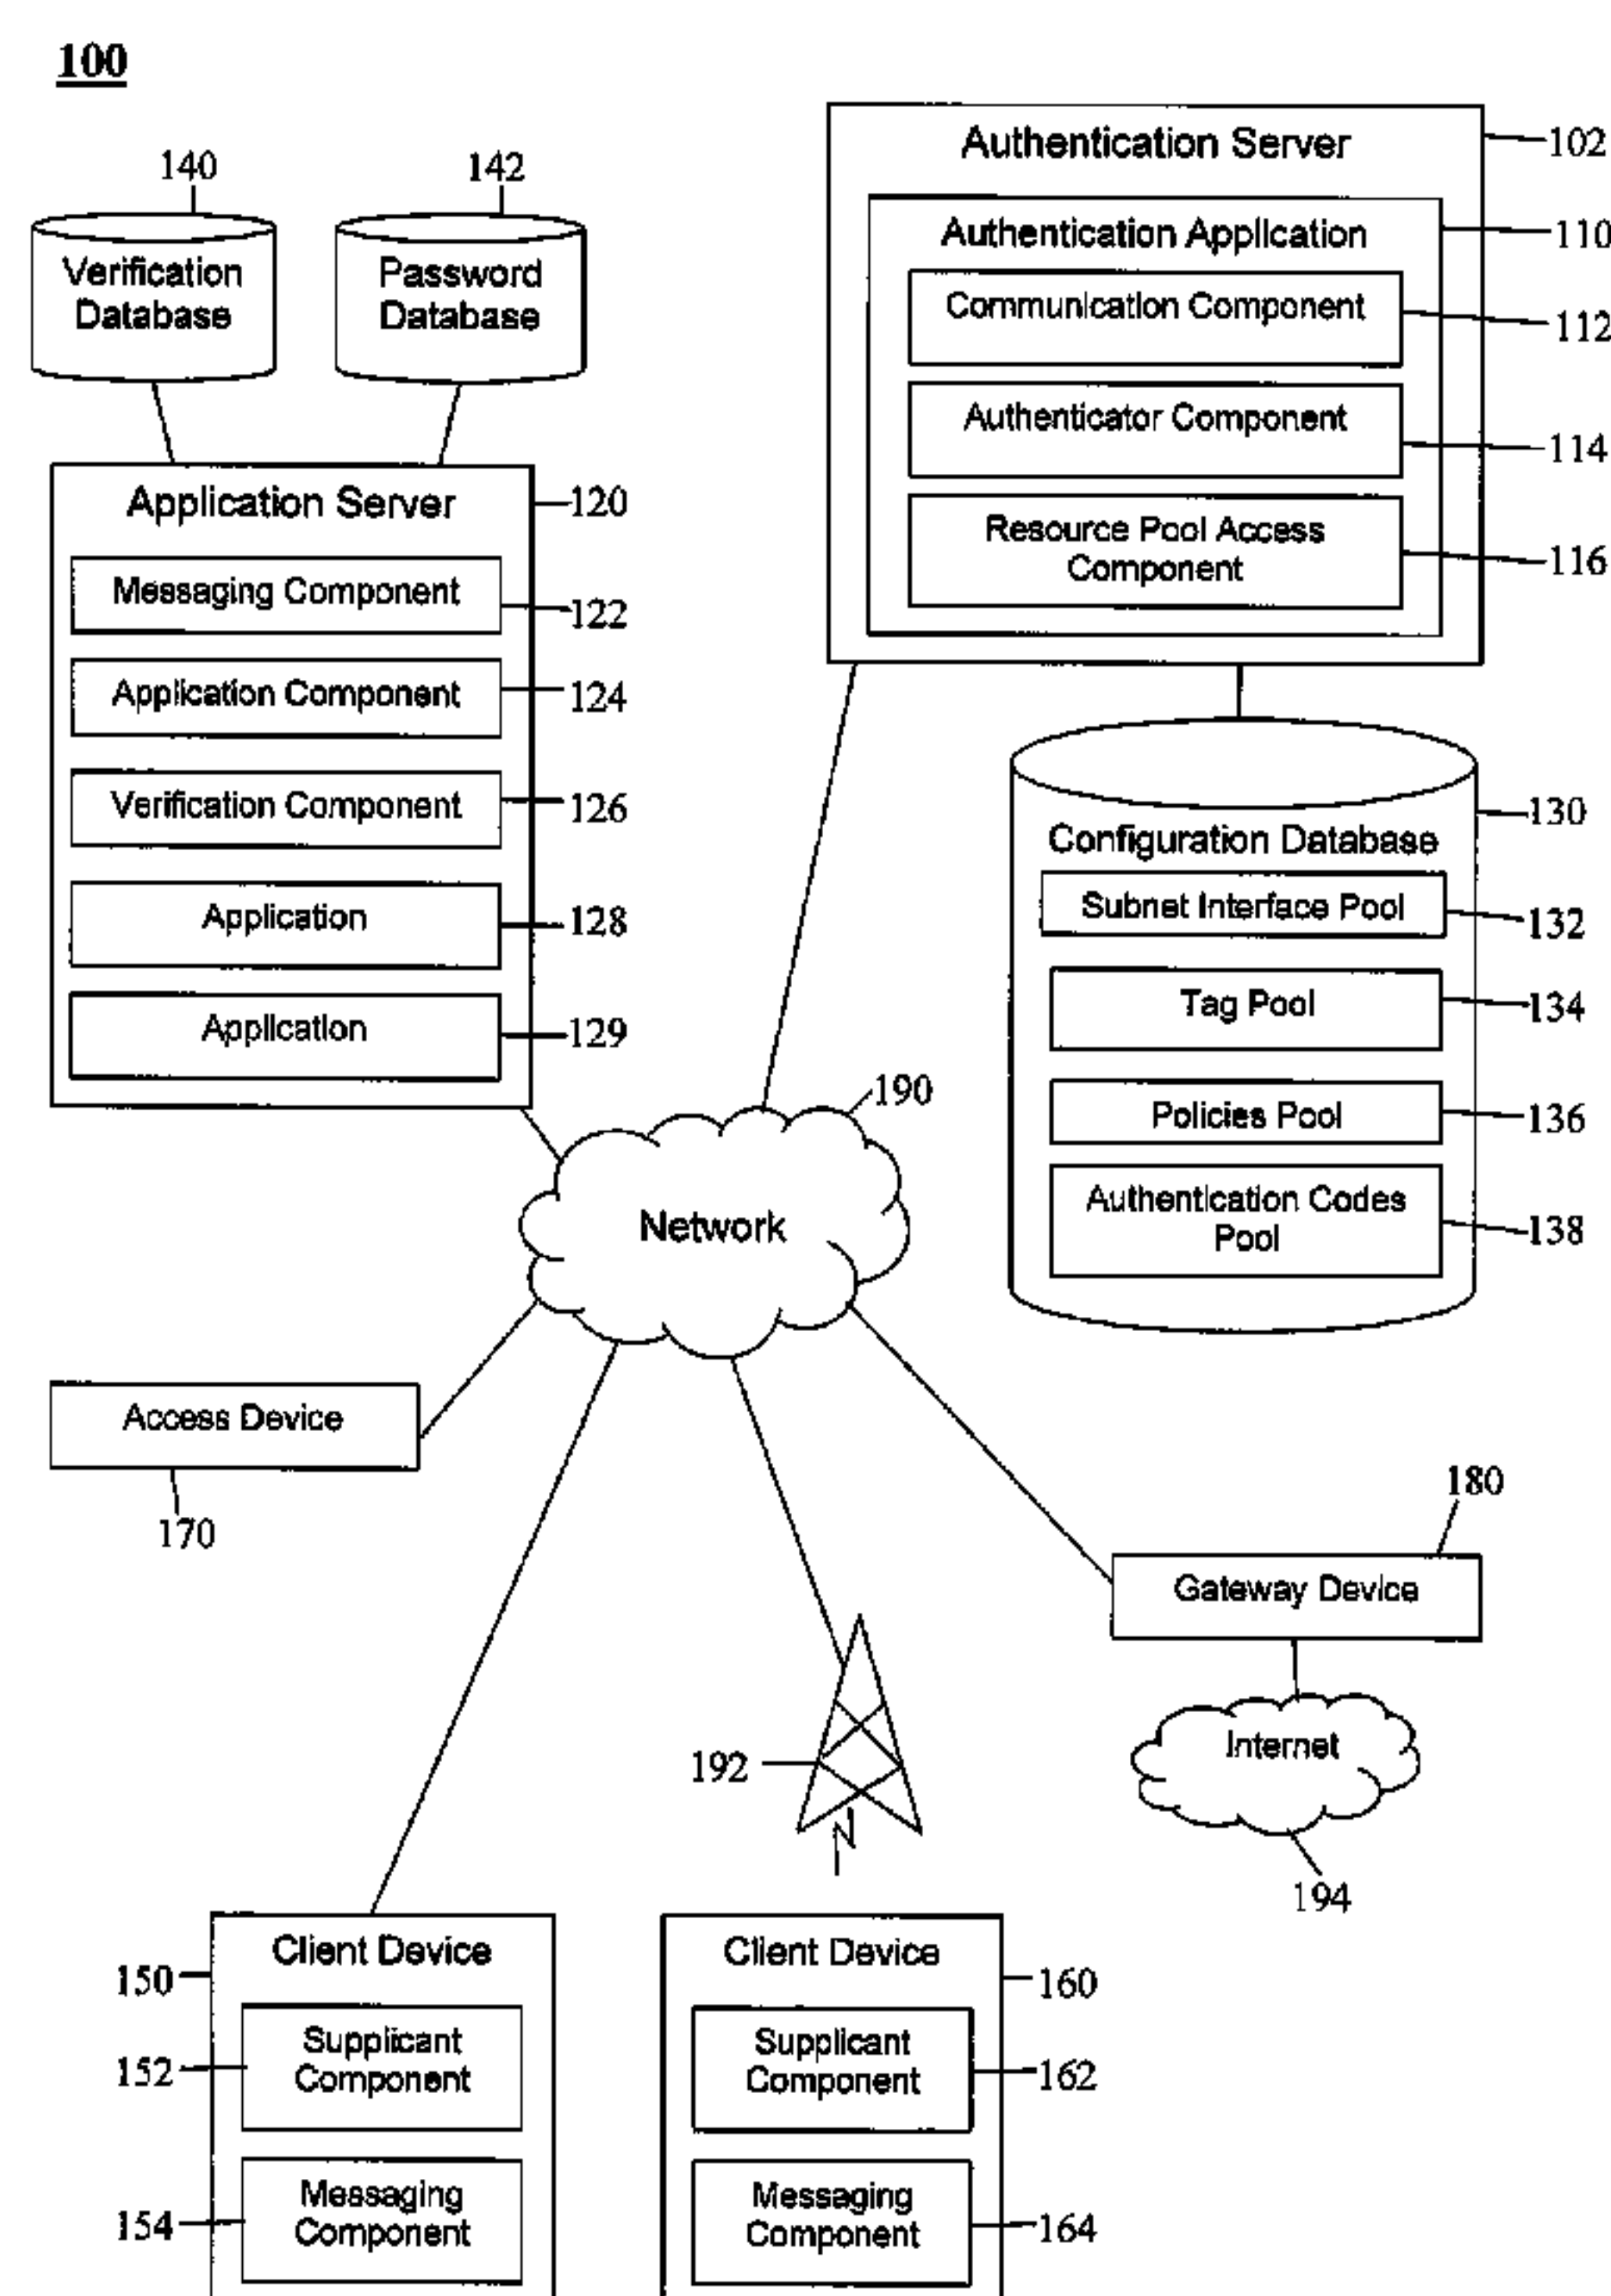 100
140
142
Verification
Database
Password
Database
Authentication Server
102
Authentication Application
110
Communication Component
112
Authenticator Component
114
Resource Pool Access
Component
116
Application Server
120
Messaging Component
122
Application Component
124
Verification Component
126
Application
128
Application
129
Configuration Database
130
Subnet Interface Pool
132
Tag Pool
134
Policies Pool
136
Authentication Codes
Pool
138
190
Network
Access Device
170
180
Gateway Device
192
Internet
194
Client Device
150
Supplicant
Component
152
Messaging
Component
154
Client Device
160
Supplicant
Component
162
Messaging
Component
164